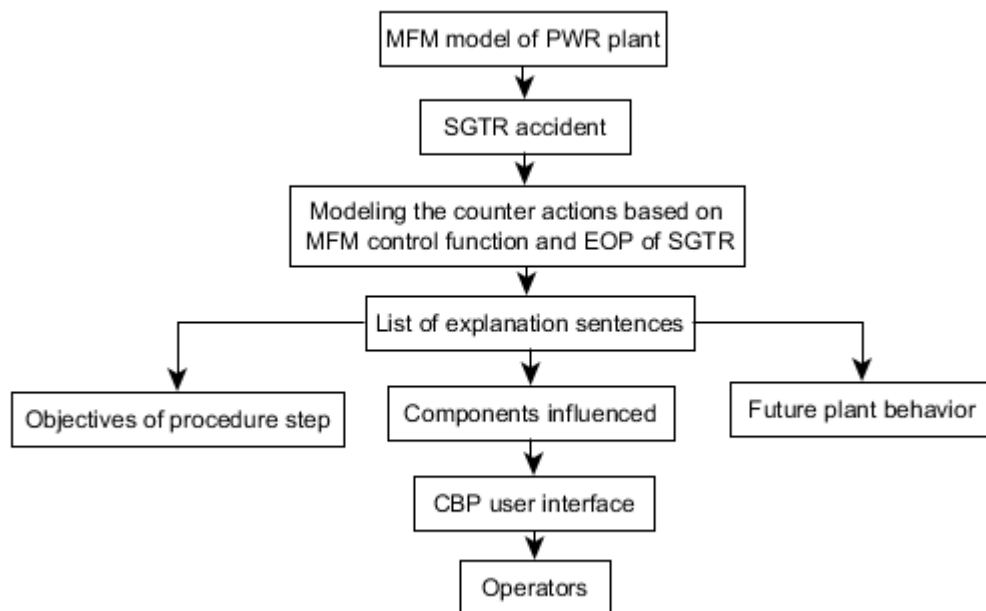 MFM model of PWR plant
SGTR accident
Modeling the counter actions based on
MFM control function and EOP of SGTR
List of explanation sentences
Objectives of procedure step
Components influenced
Future plant behavior
CBP user interface
Operators